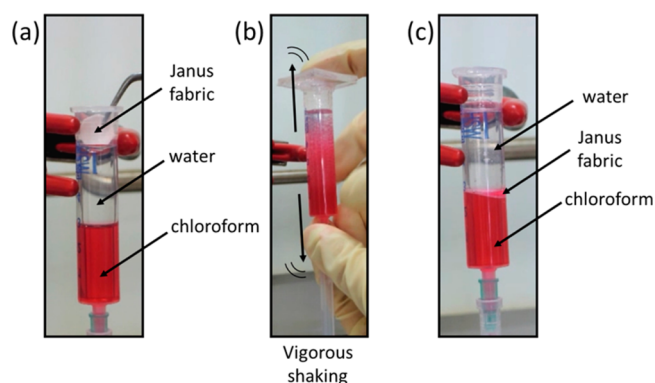 (a)
Janus
fabric
water
chloroform
(b)
Vigorous
shaking
(c)
water
Janus
fabric
chloroform